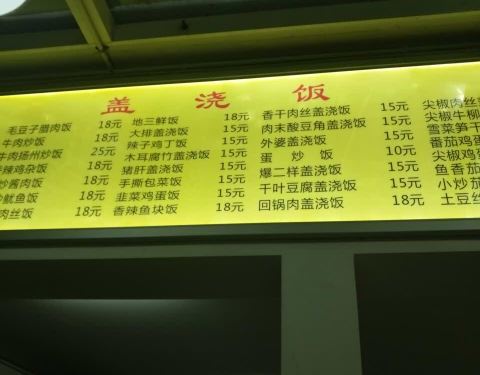 盖浇饭
毛豆子腊肉饭 18元 地三鲜饭 18元 香干肉丝盖浇饭 15元 尖椒肉丝
牛肉炒饭 18元 大排盖浇饭 15元 肉末酸豆角盖浇饭 15元 尖椒牛柳
牛肉扬州炒饭 25元 辣子鸡丁饭 15元 外婆盖浇饭 15元 雪菜笋干
辣鸡杂饭 18元 木耳腐竹盖浇饭 15元 蛋炒饭 10元 番茄鸡蛋
炒酱肉饭 18元 猪肝盖浇饭 15元 爆二样盖浇饭 15元 尖椒鸡
鱿鱼饭 18元 手撕包菜饭 15元 千叶豆腐盖浇饭 15元 鱼香茄
肉丝饭 18元 韭菜鸡蛋饭 15元 回锅肉盖浇饭 18元 小炒茄
香辣鱼块饭 18元 土豆丝